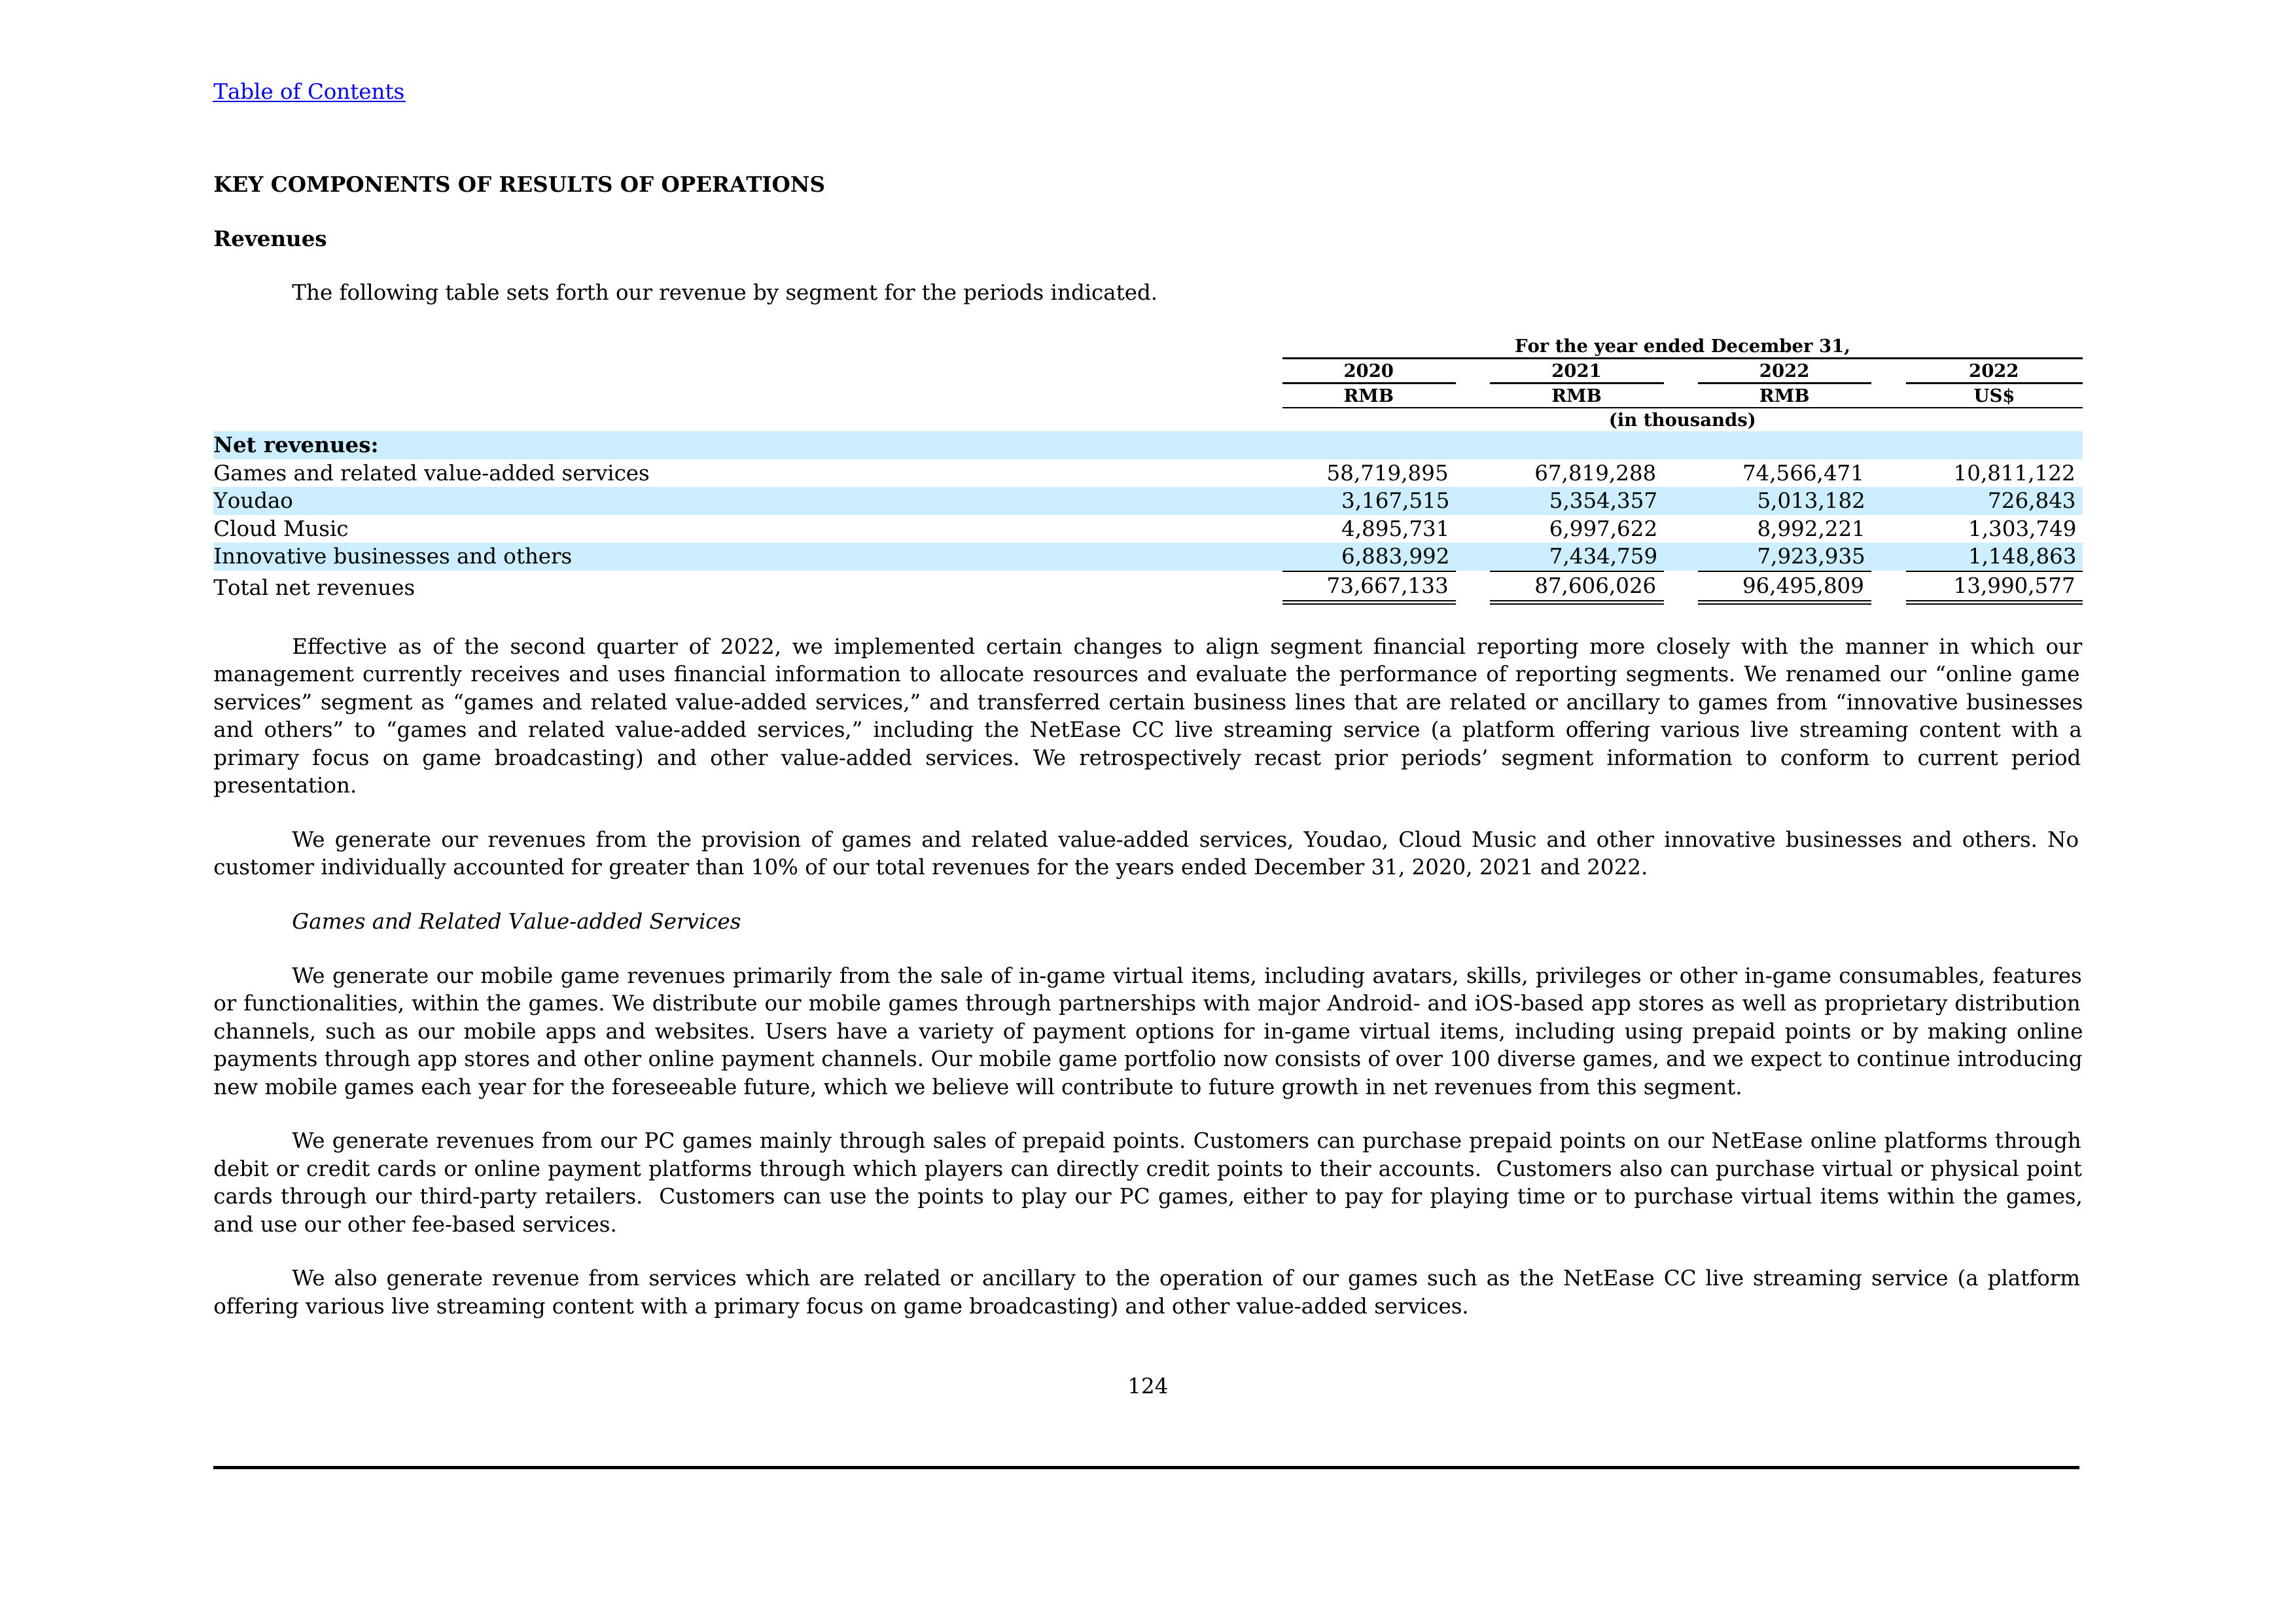 Table of Contents
KEY COMPONENTS OF RESULTS OF OPERATIONS
Revenues
The following table sets forth our revenue by segment for the periods indicated.
For the year ended December 31,
2020 2021 2022 2022
RMB RMB RMB US$
(in thousands)
Net revenues:
Games and related value-added services 58,719,895 67,819,288 74,566,471 10,811,122
Youdao 3,167,515 5,354,357 5,013,182 726,843
Cloud Music 4,895,731 6,997,622 8,992,221 1,303,749
Innovative businesses and others 6,883,992 7,434,759 7,923,935 1,148,863
Total net revenues 73,667,133 87,606,026 96,495,809 13,990,577
Effective as of the second quarter of 2022, we implemented certain changes to align segment financial reporting more closely with the manner in which our
management currently receives and uses financial information to allocate resources and evaluate the performance of reporting segments. We renamed our “online game
services” segment as “games and related value-added services,” and transferred certain business lines that are related or ancillary to games from “innovative businesses
and others” to “games and related value-added services,” including the NetEase CC live streaming service (a platform offering various live streaming content with a
primary focus on game broadcasting) and other value-added services. We retrospectively recast prior periods’ segment information to conform to current period
presentation.
We generate our revenues from the provision of games and related value-added services, Youdao, Cloud Music and other innovative businesses and others. No
customer individually accounted for greater than 10% of our total revenues for the years ended December 31, 2020, 2021 and 2022.
Games and Related Value-added Services
We generate our mobile game revenues primarily from the sale of in-game virtual items, including avatars, skills, privileges or other in-game consumables, features
or functionalities, within the games. We distribute our mobile games through partnerships with major Android- and iOS-based app stores as well as proprietary distribution
channels, such as our mobile apps and websites. Users have a variety of payment options for in-game virtual items, including using prepaid points or by making online
payments through app stores and other online payment channels. Our mobile game portfolio now consists of over 100 diverse games, and we expect to continue introducing
new mobile games each year for the foreseeable future, which we believe will contribute to future growth in net revenues from this segment.
We generate revenues from our PC games mainly through sales of prepaid points. Customers can purchase prepaid points on our NetEase online platforms through
debit or credit cards or online payment platforms through which players can directly credit points to their accounts. Customers also can purchase virtual or physical point
cards through our third-party retailers. Customers can use the points to play our PC games, either to pay for playing time or to purchase virtual items within the games,
and use our other fee-based services.
We also generate revenue from services which are related or ancillary to the operation of our games such as the NetEase CC live streaming service (a platform
offering various live streaming content with a primary focus on game broadcasting) and other value-added services.
124